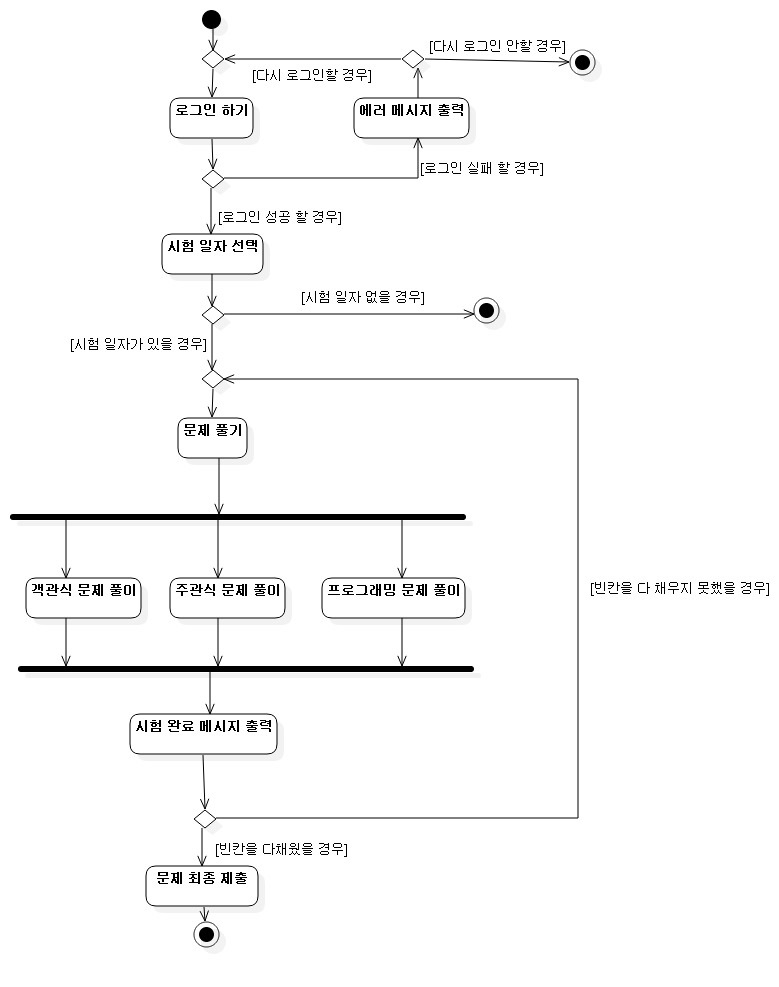 [다시 로그인 안할 경우]
[다시 로그인할 경우]
로그인 하기
에러 메시지 출력
[로그인 실패 할 경우]
[로그인 성공 할 경우]
시험 일자 선택
[시험 일자 없을 경우]
[시험 일자가 있을 경우]
문제 풀기
객관식 문제 풀이
주관식 문제 풀이
프로그래밍 문제 풀이
[빈칸을 다 채우지 못했을 경우]
시험 완료 메시지 출력
[빈칸을 다채웠을 경우]
문제 최종 제출